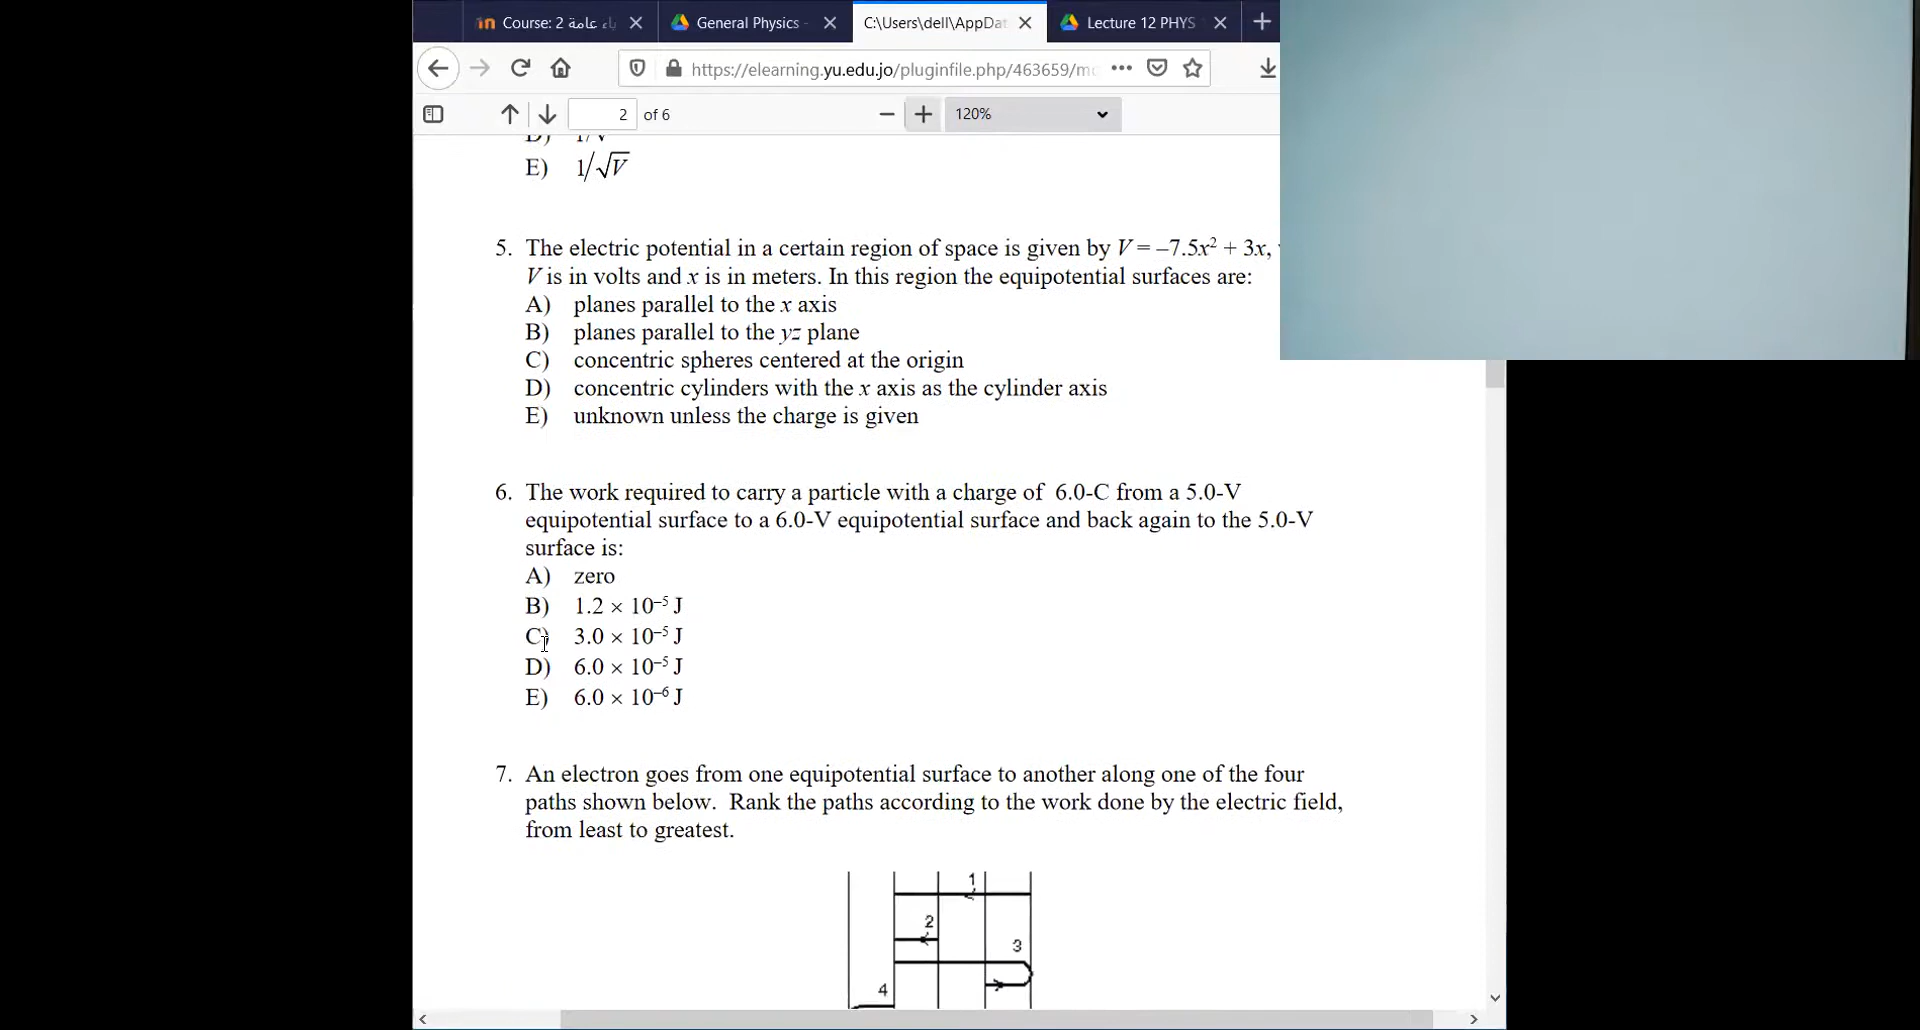 Course: 2 ياء عامة
General Physics -
C:\Users\dell\AppDat
Lecture 12 PHYS
https://elearning.yu.edu.jo/pluginfile.php/463659/mo
2 of 6
120%
E) 1/√V
5. The electric potential in a certain region of space is given by V = –7.5x² + 3x,
V is in volts and x is in meters. In this region the equipotential surfaces are:
A) planes parallel to the x axis
B) planes parallel to the yz plane
C) concentric spheres centered at the origin
D) concentric cylinders with the x axis as the cylinder axis
E) unknown unless the charge is given
6. The work required to carry a particle with a charge of 6.0-C from a 5.0-V
equipotential surface to a 6.0-V equipotential surface and back again to the 5.0-V
surface is:
A) zero
B) 1.2 × 10⁻⁵ J
C) 3.0 × 10⁻⁵ J
D) 6.0 × 10⁻⁵ J
E) 6.0 × 10⁻⁶ J
7. An electron goes from one equipotential surface to another along one of the four
paths shown below. Rank the paths according to the work done by the electric field,
from least to greatest.
1
2
3
4